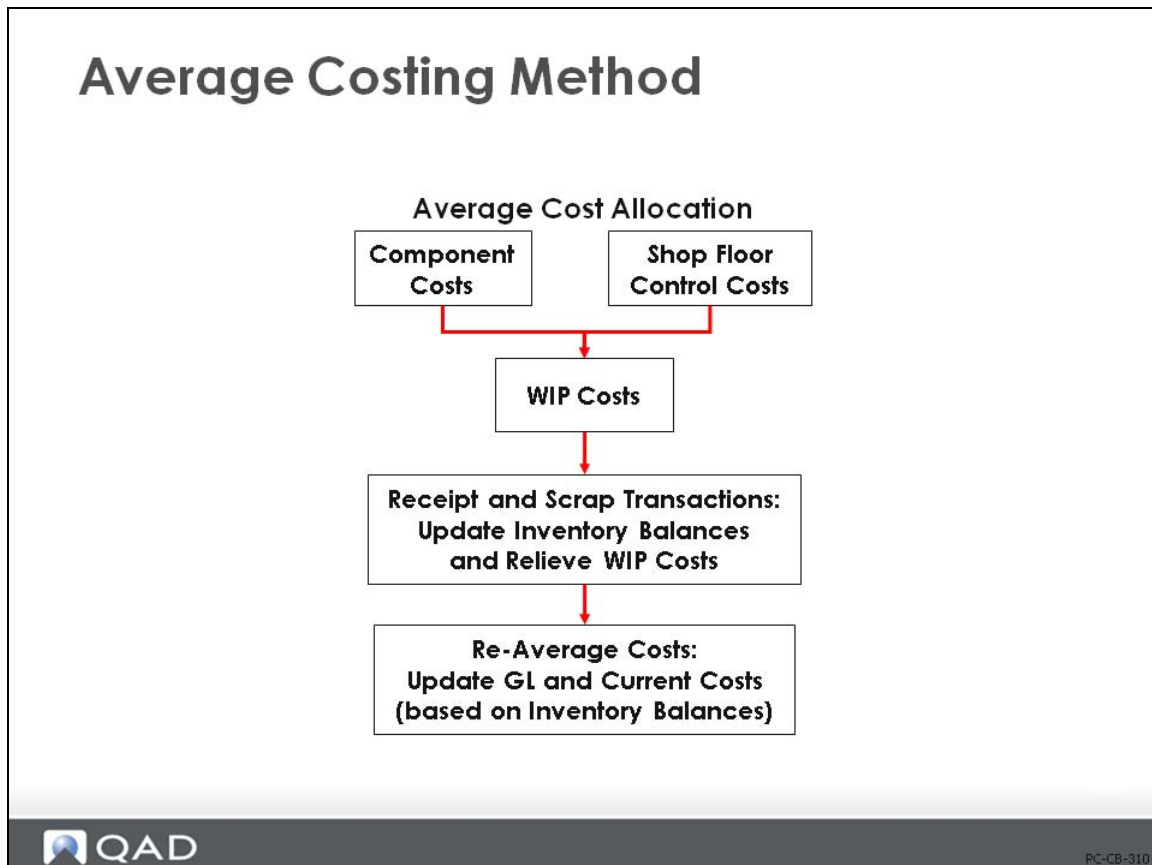 Average Costing Method
Average Cost Allocation
Component
Costs
Shop Floor
Control Costs
WIP Costs
Receipt and Scrap Transactions:
Update Inventory Balances
and Relieve WIP Costs
Re-Average Costs:
Update GL and Current Costs
(based on Inventory Balances)
QAD
PC-CB-310